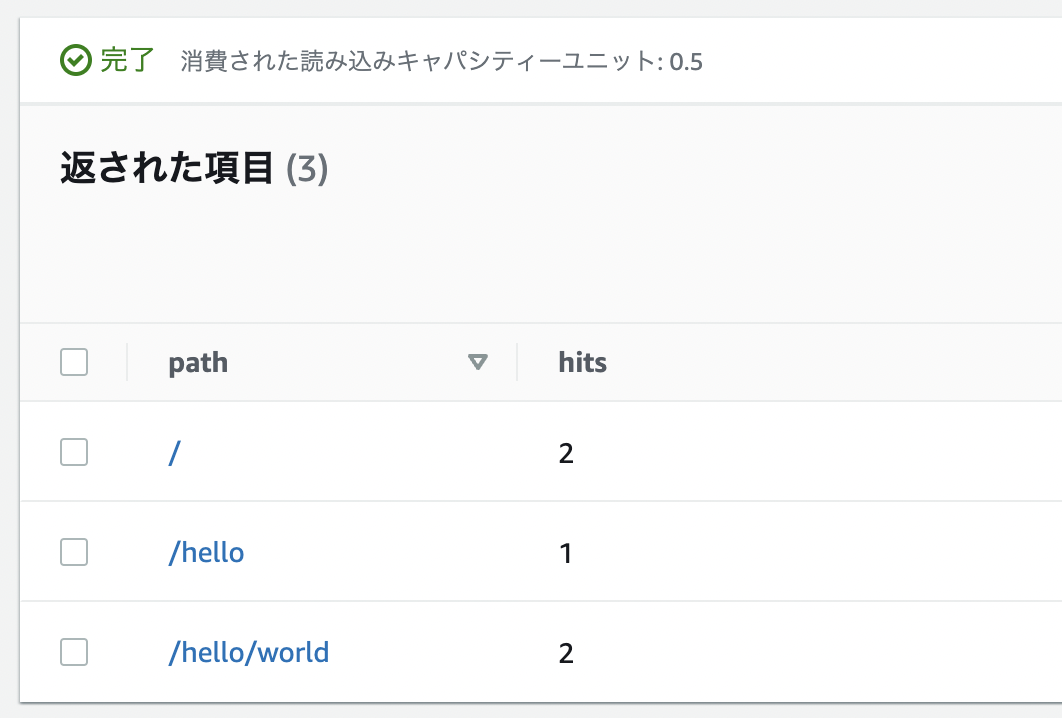 完了 消費された読み込みキャパシティーユニット: 0.5
返された項目 (3)
path hits
/ 2
/hello 1
/hello/world 2